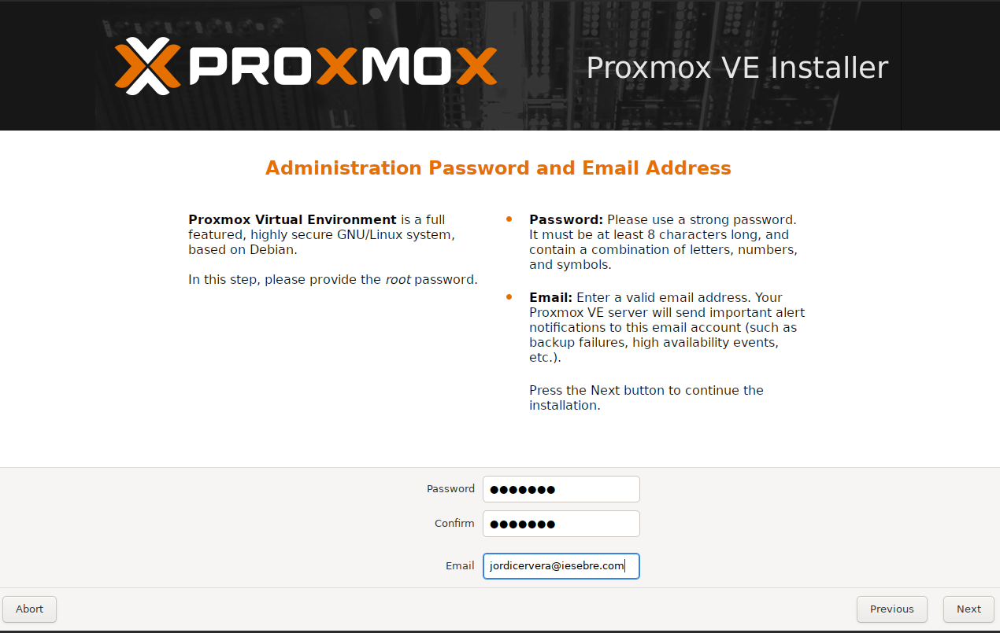 PROXMOX
Proxmox VE Installer
Administration Password and Email Address
Proxmox Virtual Environment is a full
featured, highly secure GNU/Linux system,
based on Debian.
In this step, please provide the root password.
Password: Please use a strong password.
It must be at least 8 characters long, and
contain a combination of letters, numbers,
and symbols.
Email: Enter a valid email address. Your
Proxmox VE server will send important alert
notifications to this email account (such as
backup failures, high availability events,
etc.).
Press the Next button to continue the
installation.
Password ●●●●●●●
Confirm ●●●●●●●
Email jordicervera@iesebre.com
Abort Previous Next